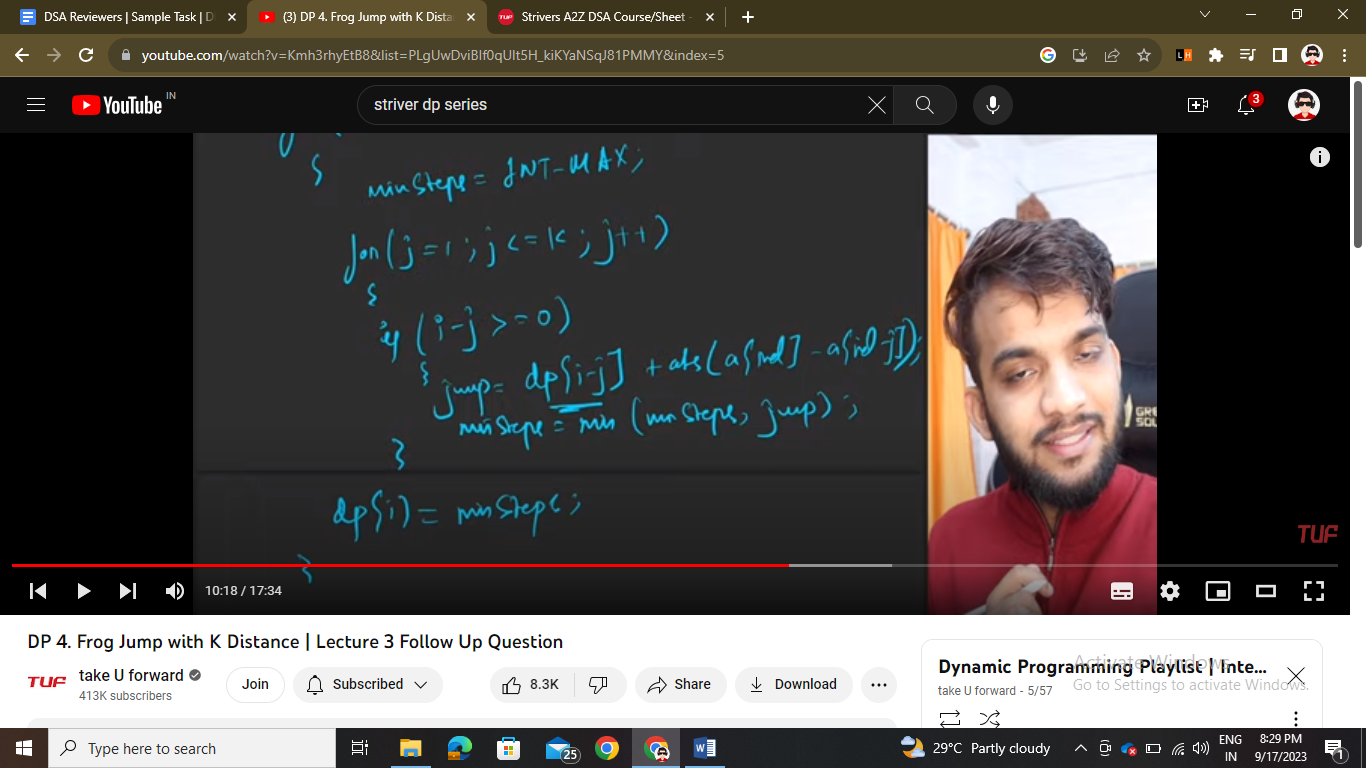 DSA Reviewers | Sample Task | D
(3) DP 4. Frog Jump with K Dista
Strivers A2Z DSA Course/Sheet -
youtube.com/watch?v=Kmh3rhyEtB8&list=PLgUwDviBIf0qUlt5H_kiKYaNSqJ81PMMY&index=5
YouTube IN
striver dp series
3
{
minSteps = INT-MAX;
for(j=1; j<=k; j++)
{
if (i-j >=0)
{
jump= dp[i-j] + abs(a[ind] - a[ind-j]);
minSteps = min (minSteps, jump);
}
dp[i] = minSteps;
}
TUF
10:18 / 17:34
DP 4. Frog Jump with K Distance | Lecture 3 Follow Up Question
TUF take U forward
413K subscribers
Join
Subscribed
8.3K
Share
Download
Dynamic Programming Playlist | Inte...
take U forward - 5/57
Activate Windows
Go to Settings to activate Windows.
Type here to search
25
29°C Partly cloudy
ENG
IN
8:29 PM
9/17/2023
1